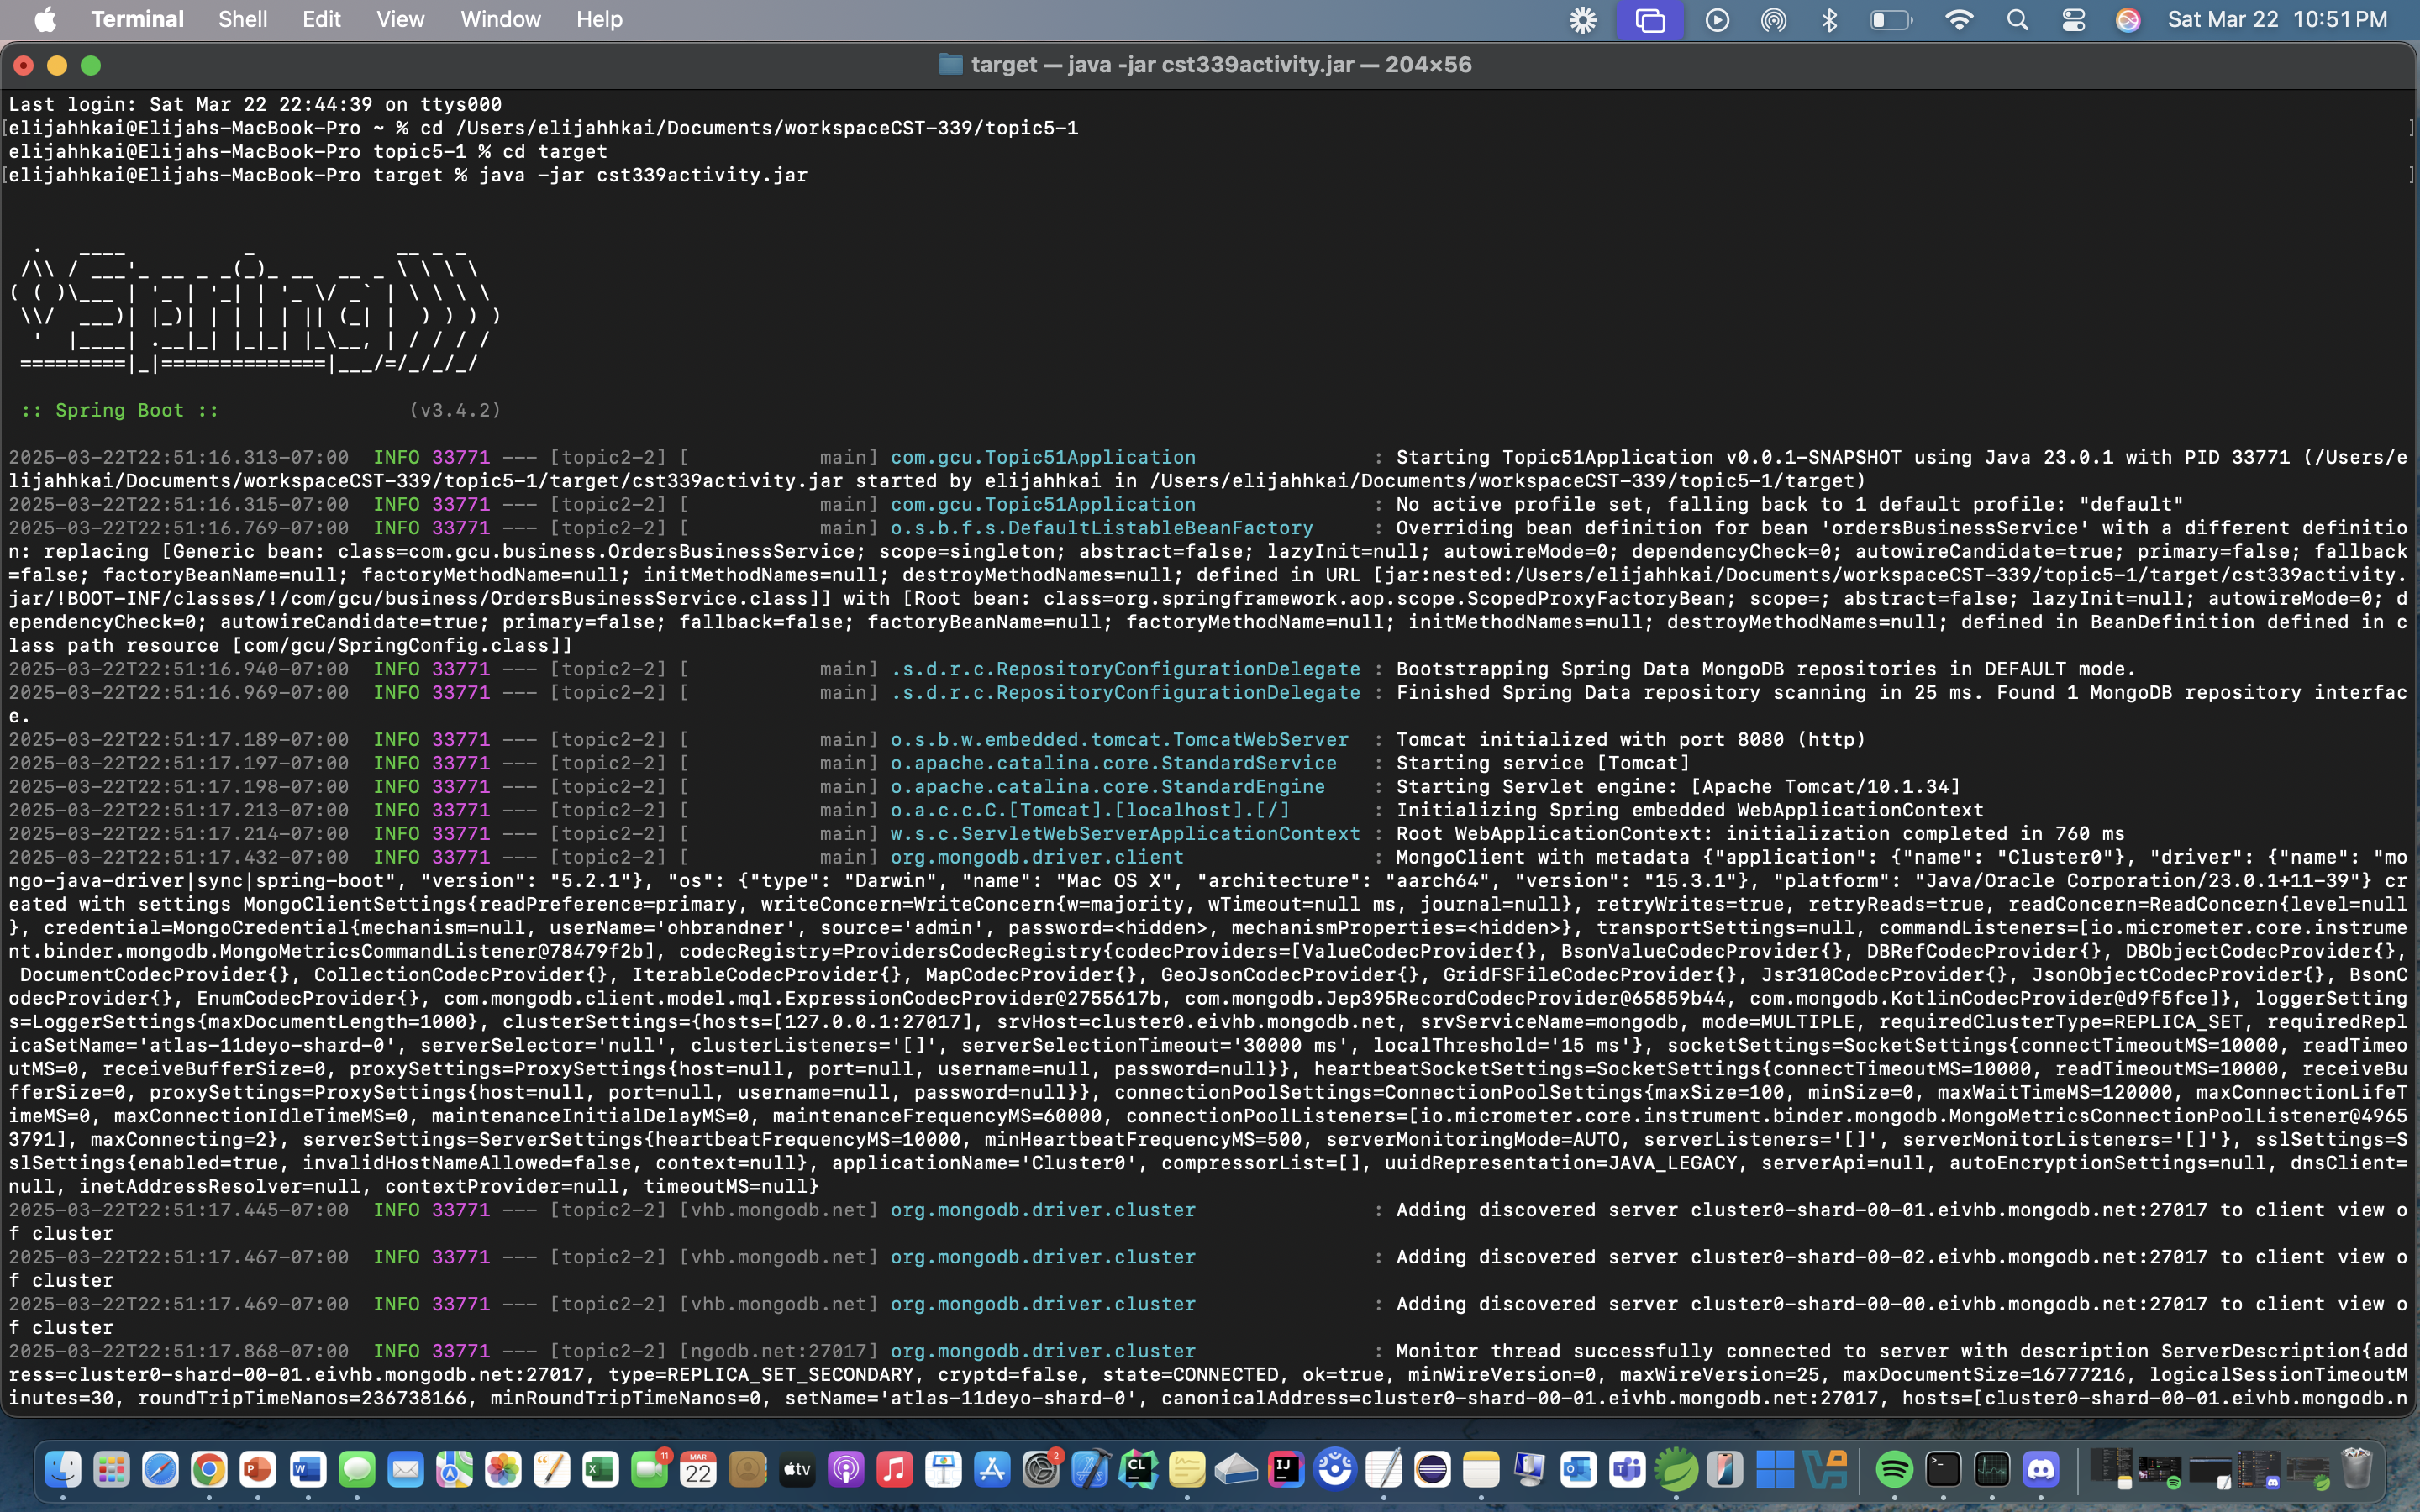 Terminal Shell Edit View Window Help Sat Mar 22 10:51 PM
target — java -jar cst339activity.jar — 204×56
Last login: Sat Mar 22 22:44:39 on ttys000
[elijahhkai@Elijahs-MacBook-Pro ~ % cd /Users/elijahhkai/Documents/workspaceCST-339/topic5-1 ]
elijahhkai@Elijahs-MacBook-Pro topic5-1 % cd target
[elijahhkai@Elijahs-MacBook-Pro target % java -jar cst339activity.jar ]
  .   ____          _            __ _ _
 /\\ / ___'_ __ _ _(_)_ __  __ _ \ \ \ \
( ( )\___ | '_ | '_| | '_ \/ _` | \ \ \ \
 \\/  ___)| |_)| | | | | || (_| |  ) ) ) )
  '  |____| .__|_| |_|_| |_\__, | / / / /
 =========|_|==============|___/=/_/_/_/
 :: Spring Boot ::                (v3.4.2)
2025-03-22T22:51:16.313-07:00  INFO 33771 --- [topic2-2] [           main] com.gcu.Topic51Application               : Starting Topic51Application v0.0.1-SNAPSHOT using Java 23.0.1 with PID 33771 (/Users/e
lijahhkai/Documents/workspaceCST-339/topic5-1/target/cst339activity.jar started by elijahhkai in /Users/elijahhkai/Documents/workspaceCST-339/topic5-1/target)
2025-03-22T22:51:16.315-07:00  INFO 33771 --- [topic2-2] [           main] com.gcu.Topic51Application               : No active profile set, falling back to 1 default profile: "default"
2025-03-22T22:51:16.769-07:00  INFO 33771 --- [topic2-2] [           main] o.s.b.f.s.DefaultListableBeanFactory     : Overriding bean definition for bean 'ordersBusinessService' with a different definitio
n: replacing [Generic bean: class=com.gcu.business.OrdersBusinessService; scope=singleton; abstract=false; lazyInit=null; autowireMode=0; dependencyCheck=0; autowireCandidate=true; primary=false; fallback
=false; factoryBeanName=null; factoryMethodName=null; initMethodNames=null; destroyMethodNames=null; defined in URL [jar:nested:/Users/elijahhkai/Documents/workspaceCST-339/topic5-1/target/cst339activity.
jar/!BOOT-INF/classes/!/com/gcu/business/OrdersBusinessService.class]] with [Root bean: class=org.springframework.aop.scope.ScopedProxyFactoryBean; scope=; abstract=false; lazyInit=null; autowireMode=0; d
ependencyCheck=0; autowireCandidate=true; primary=false; fallback=false; factoryBeanName=null; factoryMethodName=null; initMethodNames=null; destroyMethodNames=null; defined in BeanDefinition defined in c
lass path resource [com/gcu/SpringConfig.class]]
2025-03-22T22:51:16.940-07:00  INFO 33771 --- [topic2-2] [           main] .s.d.r.c.RepositoryConfigurationDelegate : Bootstrapping Spring Data MongoDB repositories in DEFAULT mode.
2025-03-22T22:51:16.969-07:00  INFO 33771 --- [topic2-2] [           main] .s.d.r.c.RepositoryConfigurationDelegate : Finished Spring Data repository scanning in 25 ms. Found 1 MongoDB repository interfac
e.
2025-03-22T22:51:17.189-07:00  INFO 33771 --- [topic2-2] [           main] o.s.b.w.embedded.tomcat.TomcatWebServer  : Tomcat initialized with port 8080 (http)
2025-03-22T22:51:17.197-07:00  INFO 33771 --- [topic2-2] [           main] o.apache.catalina.core.StandardService   : Starting service [Tomcat]
2025-03-22T22:51:17.198-07:00  INFO 33771 --- [topic2-2] [           main] o.apache.catalina.core.StandardEngine    : Starting Servlet engine: [Apache Tomcat/10.1.34]
2025-03-22T22:51:17.213-07:00  INFO 33771 --- [topic2-2] [           main] o.a.c.c.C.[Tomcat].[localhost].[/]       : Initializing Spring embedded WebApplicationContext
2025-03-22T22:51:17.214-07:00  INFO 33771 --- [topic2-2] [           main] w.s.c.ServletWebServerApplicationContext : Root WebApplicationContext: initialization completed in 760 ms
2025-03-22T22:51:17.432-07:00  INFO 33771 --- [topic2-2] [           main] org.mongodb.driver.client                : MongoClient with metadata {"application": {"name": "Cluster0"}, "driver": {"name": "mo
ngo-java-driver|sync|spring-boot", "version": "5.2.1"}, "os": {"type": "Darwin", "name": "Mac OS X", "architecture": "aarch64", "version": "15.3.1"}, "platform": "Java/Oracle Corporation/23.0.1+11-39"} cr
eated with settings MongoClientSettings{readPreference=primary, writeConcern=WriteConcern{w=majority, wTimeout=null ms, journal=null}, retryWrites=true, retryReads=true, readConcern=ReadConcern{level=null
}, credential=MongoCredential{mechanism=null, userName='ohbrandner', source='admin', password=<hidden>, mechanismProperties=<hidden>}, transportSettings=null, commandListeners=[io.micrometer.core.instrume
nt.binder.mongodb.MongoMetricsCommandListener@78479f2b], codecRegistry=ProvidersCodecRegistry{codecProviders=[ValueCodecProvider{}, BsonValueCodecProvider{}, DBRefCodecProvider{}, DBObjectCodecProvider{},
 DocumentCodecProvider{}, CollectionCodecProvider{}, IterableCodecProvider{}, MapCodecProvider{}, GeoJsonCodecProvider{}, GridFSFileCodecProvider{}, Jsr310CodecProvider{}, JsonObjectCodecProvider{}, BsonC
odecProvider{}, EnumCodecProvider{}, com.mongodb.client.model.mql.ExpressionCodecProvider@2755617b, com.mongodb.Jep395RecordCodecProvider@65859b44, com.mongodb.KotlinCodecProvider@d9f5fce]}, loggerSetting
s=LoggerSettings{maxDocumentLength=1000}, clusterSettings={hosts=[127.0.0.1:27017], srvHost=cluster0.eivhb.mongodb.net, srvServiceName=mongodb, mode=MULTIPLE, requiredClusterType=REPLICA_SET, requiredRepl
icaSetName='atlas-11deyo-shard-0', serverSelector='null', clusterListeners='[]', serverSelectionTimeout='30000 ms', localThreshold='15 ms'}, socketSettings=SocketSettings{connectTimeoutMS=10000, readTimeo
utMS=0, receiveBufferSize=0, proxySettings=ProxySettings{host=null, port=null, username=null, password=null}}, heartbeatSocketSettings=SocketSettings{connectTimeoutMS=10000, readTimeoutMS=10000, receiveBu
fferSize=0, proxySettings=ProxySettings{host=null, port=null, username=null, password=null}}, connectionPoolSettings=ConnectionPoolSettings{maxSize=100, minSize=0, maxWaitTimeMS=120000, maxConnectionLifeT
imeMS=0, maxConnectionIdleTimeMS=0, maintenanceInitialDelayMS=0, maintenanceFrequencyMS=60000, connectionPoolListeners=[io.micrometer.core.instrument.binder.mongodb.MongoMetricsConnectionPoolListener@4965
3791], maxConnecting=2}, serverSettings=ServerSettings{heartbeatFrequencyMS=10000, minHeartbeatFrequencyMS=500, serverMonitoringMode=AUTO, serverListeners='[]', serverMonitorListeners='[]'}, sslSettings=S
slSettings{enabled=true, invalidHostNameAllowed=false, context=null}, applicationName='Cluster0', compressorList=[], uuidRepresentation=JAVA_LEGACY, serverApi=null, autoEncryptionSettings=null, dnsClient=
null, inetAddressResolver=null, contextProvider=null, timeoutMS=null}
2025-03-22T22:51:17.445-07:00  INFO 33771 --- [topic2-2] [vhb.mongodb.net] org.mongodb.driver.cluster               : Adding discovered server cluster0-shard-00-01.eivhb.mongodb.net:27017 to client view o
f cluster
2025-03-22T22:51:17.467-07:00  INFO 33771 --- [topic2-2] [vhb.mongodb.net] org.mongodb.driver.cluster               : Adding discovered server cluster0-shard-00-02.eivhb.mongodb.net:27017 to client view o
f cluster
2025-03-22T22:51:17.469-07:00  INFO 33771 --- [topic2-2] [vhb.mongodb.net] org.mongodb.driver.cluster               : Adding discovered server cluster0-shard-00-00.eivhb.mongodb.net:27017 to client view o
f cluster
2025-03-22T22:51:17.868-07:00  INFO 33771 --- [topic2-2] [ngodb.net:27017] org.mongodb.driver.cluster               : Monitor thread successfully connected to server with description ServerDescription{add
ress=cluster0-shard-00-01.eivhb.mongodb.net:27017, type=REPLICA_SET_SECONDARY, cryptd=false, state=CONNECTED, ok=true, minWireVersion=0, maxWireVersion=25, maxDocumentSize=16777216, logicalSessionTimeoutM
inutes=30, roundTripTimeNanos=236738166, minRoundTripTimeNanos=0, setName='atlas-11deyo-shard-0', canonicalAddress=cluster0-shard-00-01.eivhb.mongodb.net:27017, hosts=[cluster0-shard-00-01.eivhb.mongodb.n
11 MAR 22 tv 2 CL IJ